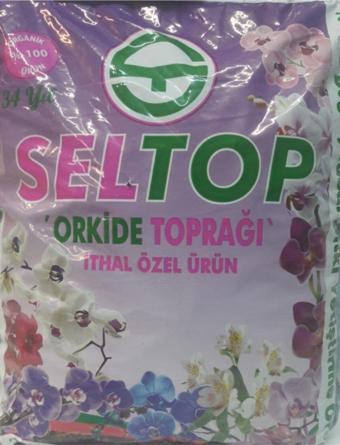 ORGANİK
% 100
ÜRÜN
34 Yıl
SELTOP
'ORKİDE TOPRAĞI'
İTHAL ÖZEL ÜRÜN